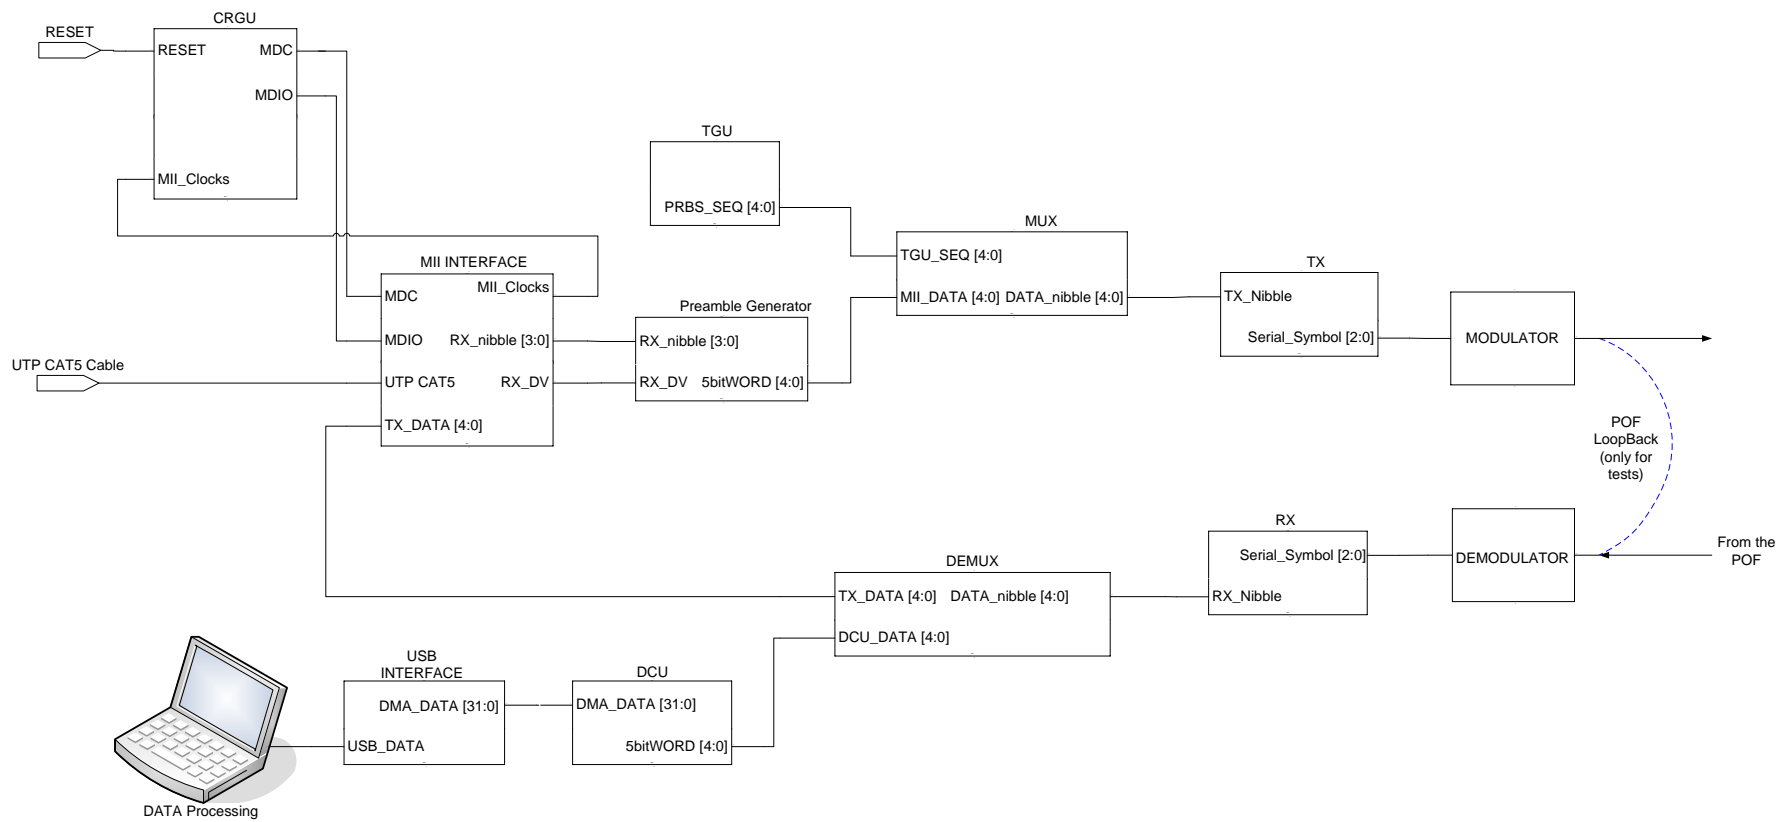 CRGU
RESET
RESET
MDC
MDIO
MII_Clocks
TGU
PRBS_SEQ [4:0]
MUX
TGU_SEQ [4:0]
MII_DATA [4:0]
DATA_nibble [4:0]
MII INTERFACE
MII_Clocks
MDC
MDIO
RX_nibble [3:0]
UTP CAT5 Cable
UTP CAT5
RX_DV
TX_DATA [4:0]
Preamble Generator
RX_nibble [3:0]
RX_DV
5bitWORD [4:0]
TX
TX_Nibble
Serial_Symbol [2:0]
MODULATOR
POF
LoopBack
(only for
tests)
RX
Serial_Symbol [2:0]
RX_Nibble
DEMODULATOR
From the
POF
DEMUX
TX_DATA [4:0]
DATA_nibble [4:0]
DCU_DATA [4:0]
USB
INTERFACE
DMA_DATA [31:0]
USB_DATA
DCU
DMA_DATA [31:0]
5bitWORD [4:0]
DATA Processing